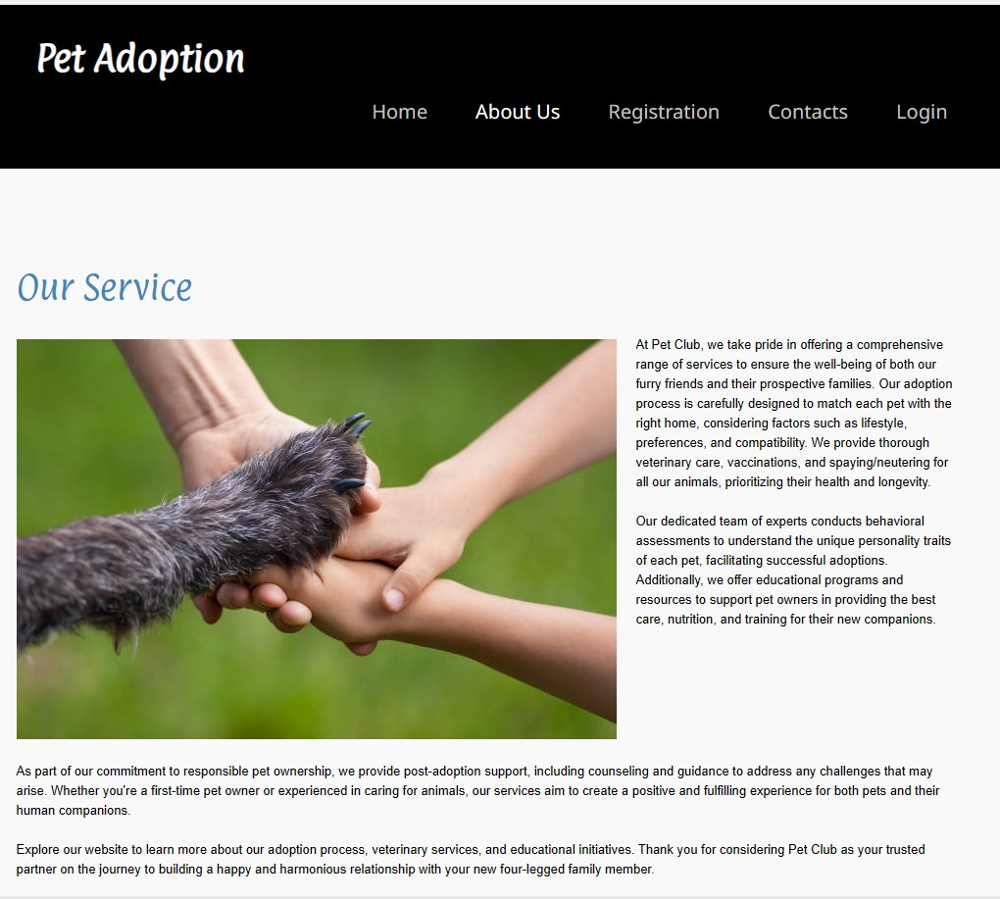 Pet Adoption
Home About Us Registration Contacts Login
Our Service
At Pet Club, we take pride in offering a comprehensive
range of services to ensure the well-being of both our
furry friends and their prospective families. Our adoption
process is carefully designed to match each pet with the
right home, considering factors such as lifestyle,
preferences, and compatibility. We provide thorough
veterinary care, vaccinations, and spaying/neutering for
all our animals, prioritizing their health and longevity.
Our dedicated team of experts conducts behavioral
assessments to understand the unique personality traits
of each pet, facilitating successful adoptions.
Additionally, we offer educational programs and
resources to support pet owners in providing the best
care, nutrition, and training for their new companions.
As part of our commitment to responsible pet ownership, we provide post-adoption support, including counseling and guidance to address any challenges that may
arise. Whether you're a first-time pet owner or experienced in caring for animals, our services aim to create a positive and fulfilling experience for both pets and their
human companions.
Explore our website to learn more about our adoption process, veterinary services, and educational initiatives. Thank you for considering Pet Club as your trusted
partner on the journey to building a happy and harmonious relationship with your new four-legged family member.